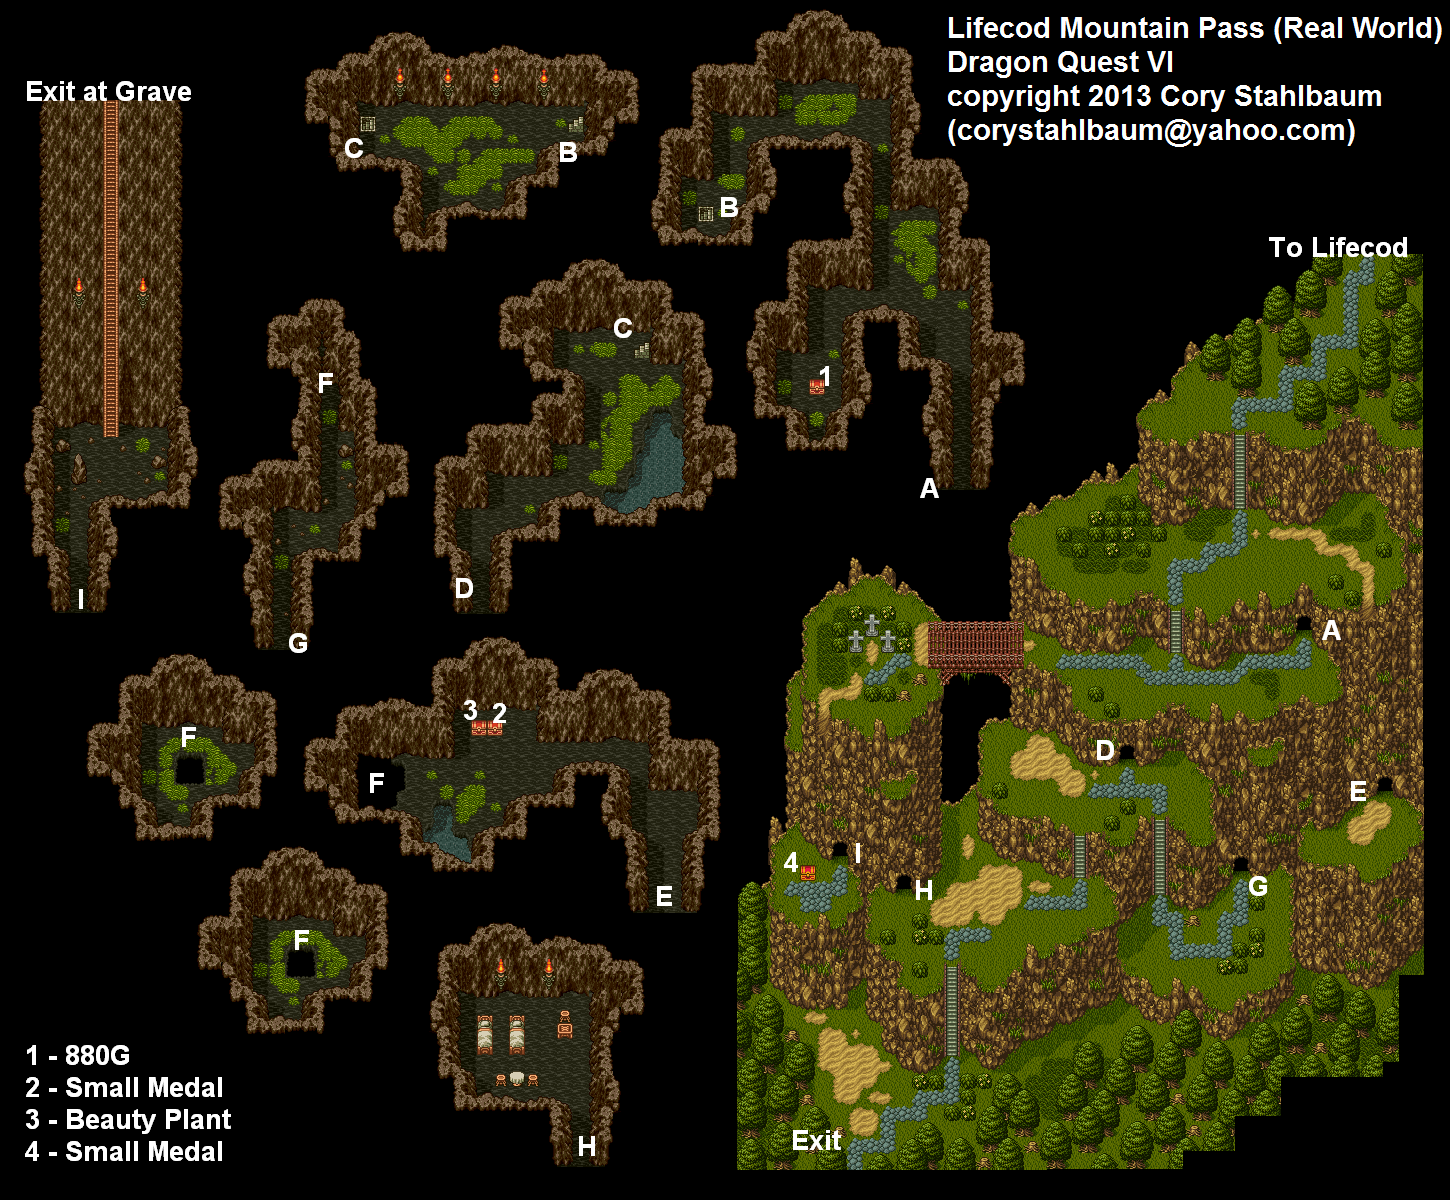 Lifecod Mountain Pass (Real World)
Dragon Quest VI
copyright 2013 Cory Stahlbaum
(corystahlbaum@yahoo.com)
Exit at Grave
C
B
B
To Lifecod
C
F
1
A
D
I
G
A
3
2
F
D
F
E
4
I
H
G
E
F
H
Exit
1 - 880G
2 - Small Medal
3 - Beauty Plant
4 - Small Medal